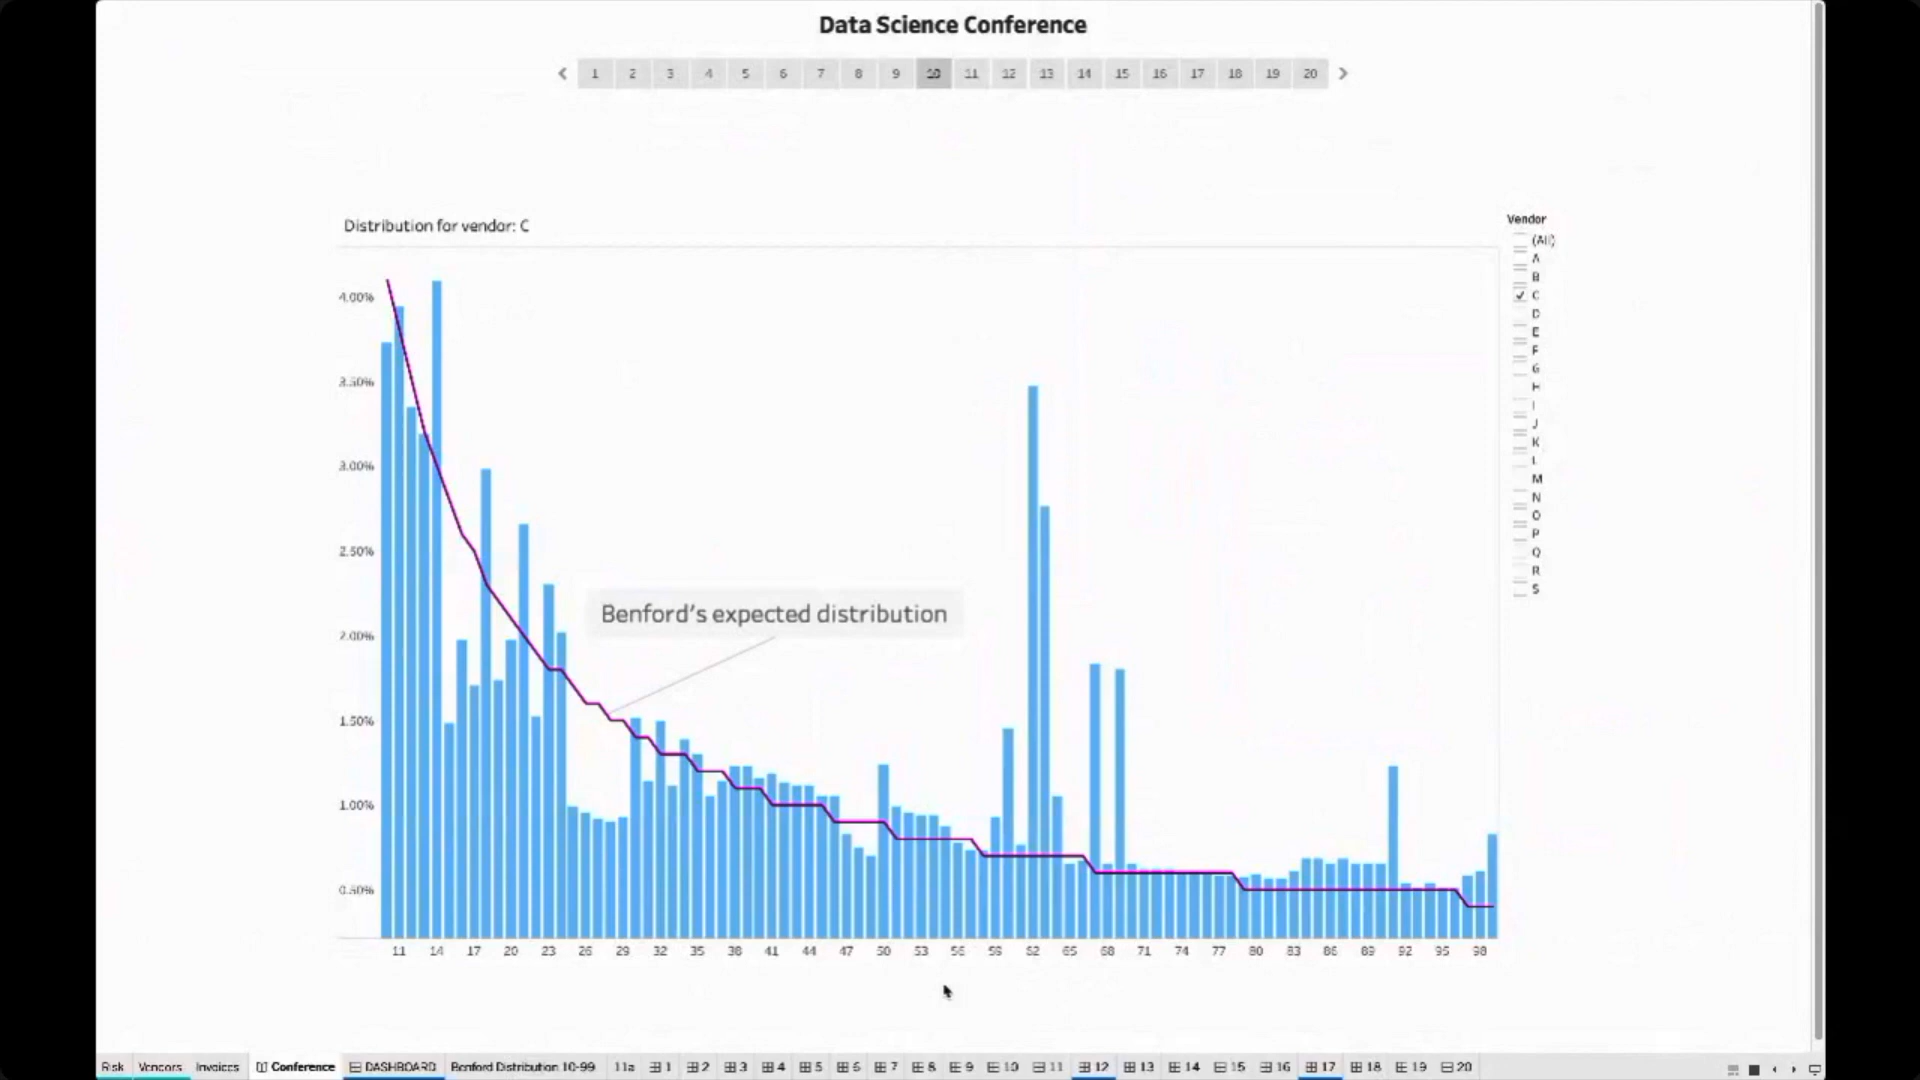 Data Science Conference
1 2 3 4 5 6 7 8 9 10 11 12 13 14 15 16 17 18 19 20
Distribution for vendor: C
Vendor
(All)
A
B
C
D
E
F
G
H
I
J
K
L
M
N
O
P
Q
R
S
4.00%
3.50%
3.00%
2.50%
2.00%
1.50%
1.00%
0.50%
Benford's expected distribution
11 14 17 20 23 26 29 32 35 38 41 44 47 50 53 56 59 62 65 68 71 74 77 80 83 86 89 92 95 98
Risk Vendors Invoices Conference DASHBOARD Benford Distribution 10-99 11a 1 2 3 4 5 6 7 8 9 10 11 12 13 14 15 16 17 18 19 20